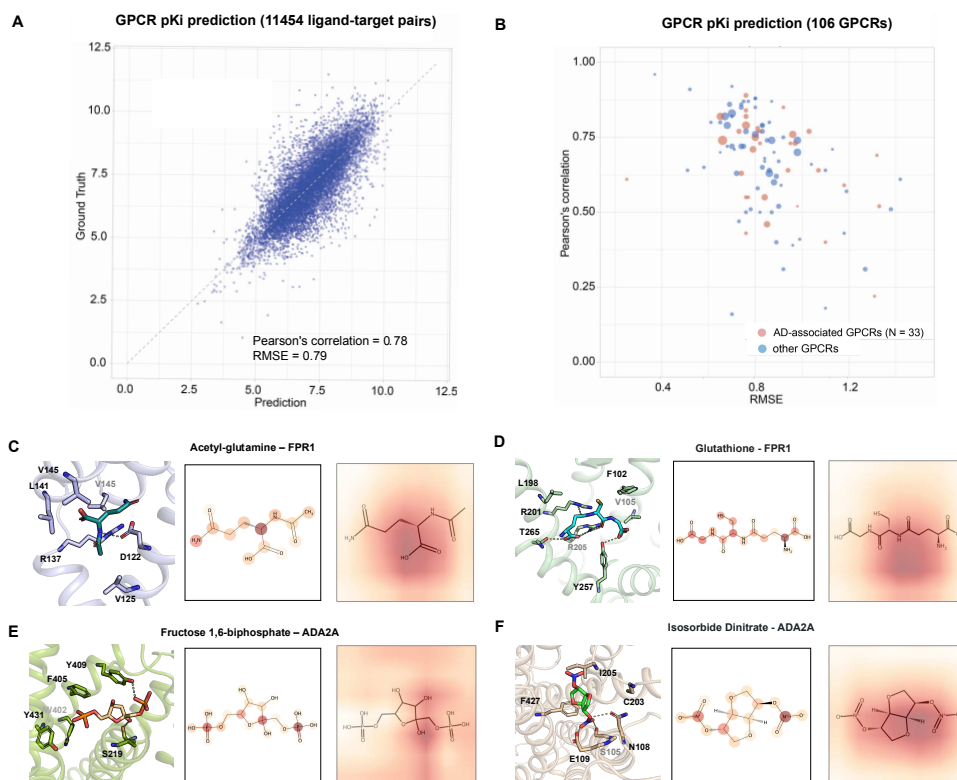 A
GPCR pKi prediction (11454 ligand-target pairs)
12.5
10.0
7.5
5.0
2.5
0.0
Ground Truth
Pearson's correlation = 0.78
RMSE = 0.79
0.0
2.5
5.0
7.5
10.0
12.5
Prediction
B
GPCR pKi prediction (106 GPCRs)
1.00
0.75
0.50
0.25
0.00
Pearson's correlation
AD-associated GPCRs (N = 33)
other GPCRs
0.4
0.8
1.2
RMSE
C
Acetyl-glutamine – FPR1
V145
V145
L141
R137
D122
V125
D
Glutathione - FPR1
F102
L198
V105
R201
T265
R205
Y257
E
Fructose 1,6-biphosphate – ADA2A
Y409
F405
Y431
W402
S219
F
Isosorbide Dinitrate - ADA2A
I205
F427
C203
N108
S105
E109